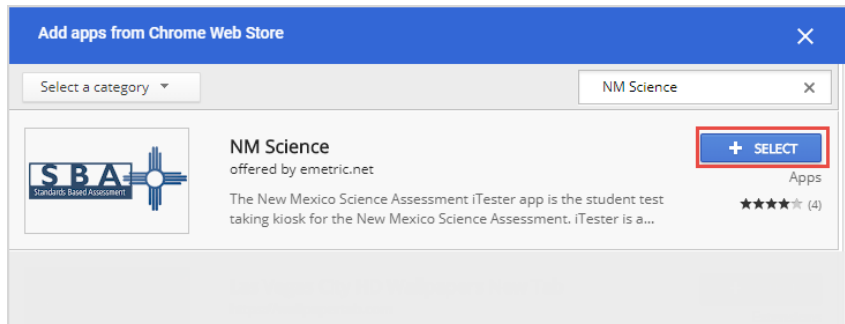 Add apps from Chrome Web Store
Select a category
NM Science
NM Science
offered by emetric.net
The New Mexico Science Assessment iTester app is the student test
taking kiosk for the New Mexico Science Assessment. iTester is a...
SBA
Standards Based Assessment
+ SELECT
Apps
(4)